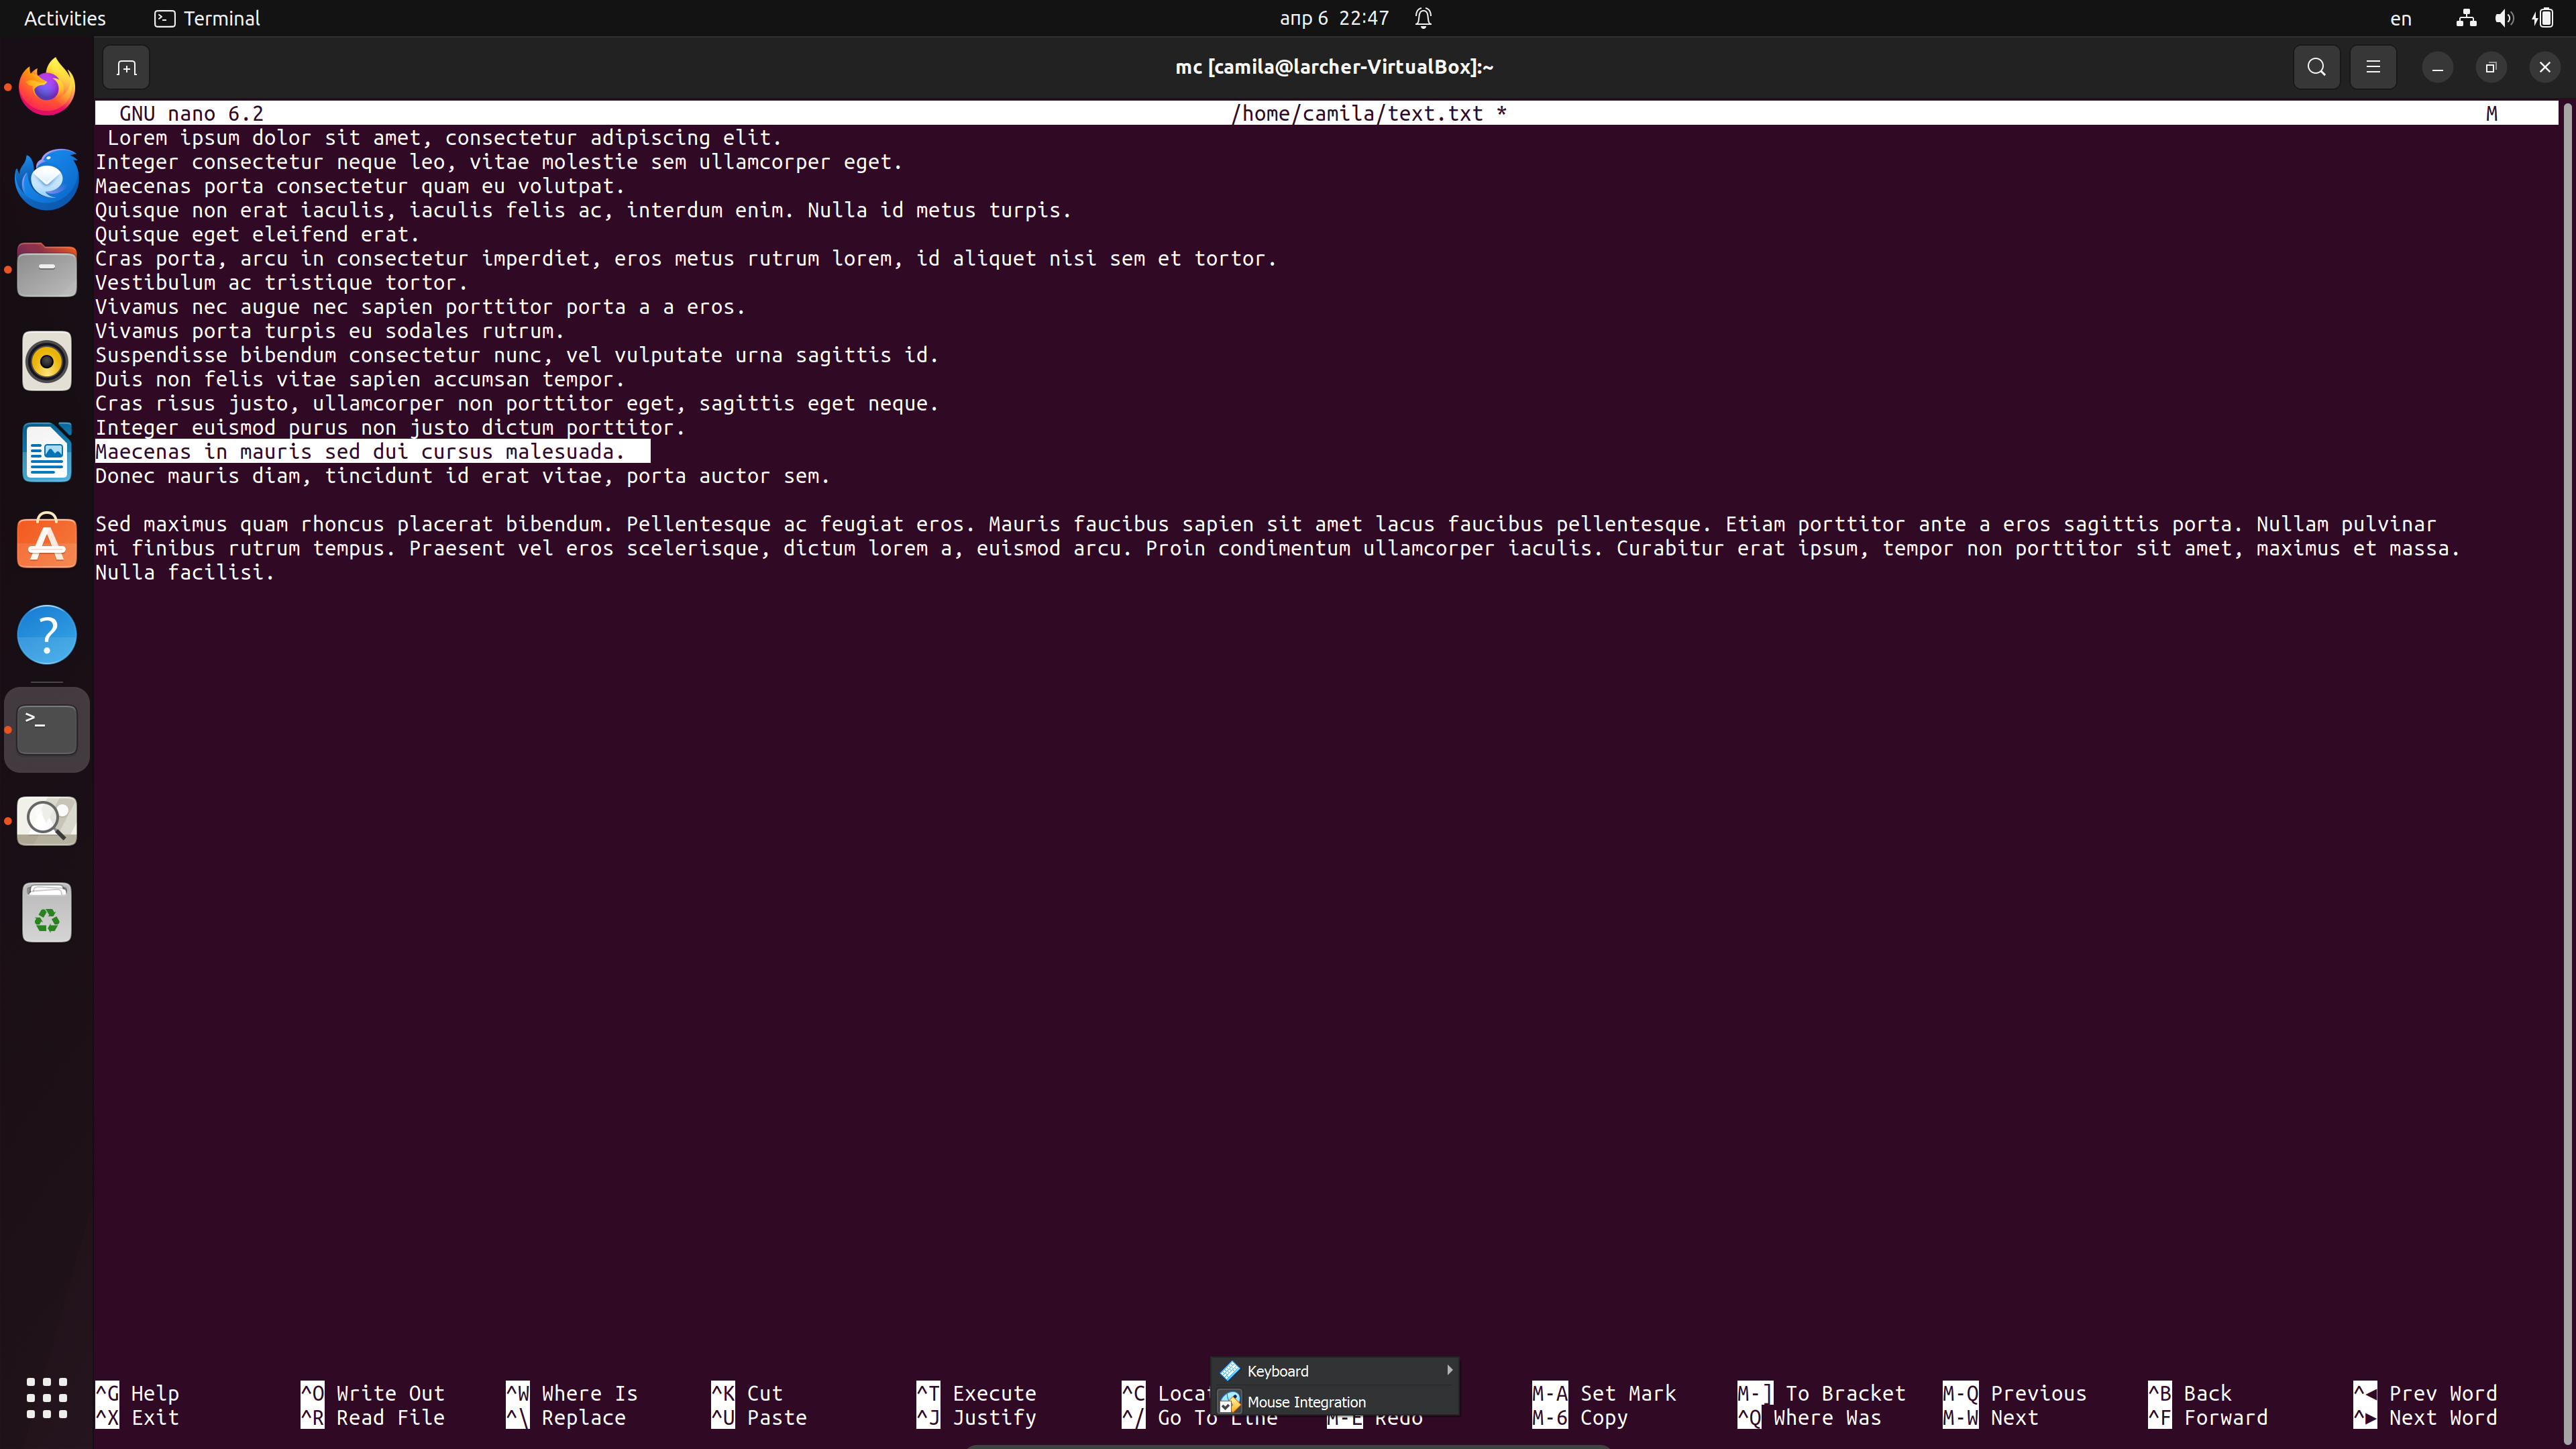 Activities Terminal апр 6 22:47 en
mc [camila@larcher-VirtualBox]:~
GNU nano 6.2 /home/camila/text.txt * M
Lorem ipsum dolor sit amet, consectetur adipiscing elit.
Integer consectetur neque leo, vitae molestie sem ullamcorper eget.
Maecenas porta consectetur quam eu volutpat.
Quisque non erat iaculis, iaculis felis ac, interdum enim. Nulla id metus turpis.
Quisque eget eleifend erat.
Cras porta, arcu in consectetur imperdiet, eros metus rutrum lorem, id aliquet nisi sem et tortor.
Vestibulum ac tristique tortor.
Vivamus nec augue nec sapien porttitor porta a a eros.
Vivamus porta turpis eu sodales rutrum.
Suspendisse bibendum consectetur nunc, vel vulputate urna sagittis id.
Duis non felis vitae sapien accumsan tempor.
Cras risus justo, ullamcorper non porttitor eget, sagittis eget neque.
Integer euismod purus non justo dictum porttitor.
Maecenas in mauris sed dui cursus malesuada.
Donec mauris diam, tincidunt id erat vitae, porta auctor sem.
Sed maximus quam rhoncus placerat bibendum. Pellentesque ac feugiat eros. Mauris faucibus sapien sit amet lacus faucibus pellentesque. Etiam porttitor ante a eros sagittis porta. Nullam pulvinar
mi finibus rutrum tempus. Praesent vel eros scelerisque, dictum lorem a, euismod arcu. Proin condimentum ullamcorper iaculis. Curabitur erat ipsum, tempor non porttitor sit amet, maximus et massa.
Nulla facilisi.
Keyboard
Mouse Integration
^G Help ^O Write Out ^W Where Is ^K Cut ^T Execute ^C M-A Set Mark M-] To Bracket M-Q Previous ^B Back ^◀ Prev Word
^X Exit ^R Read File ^\ Replace ^U Paste ^J Justify ^/ Go To Line M-E Redo M-6 Copy ^Q Where Was M-W Next ^F Forward ^▶ Next Word